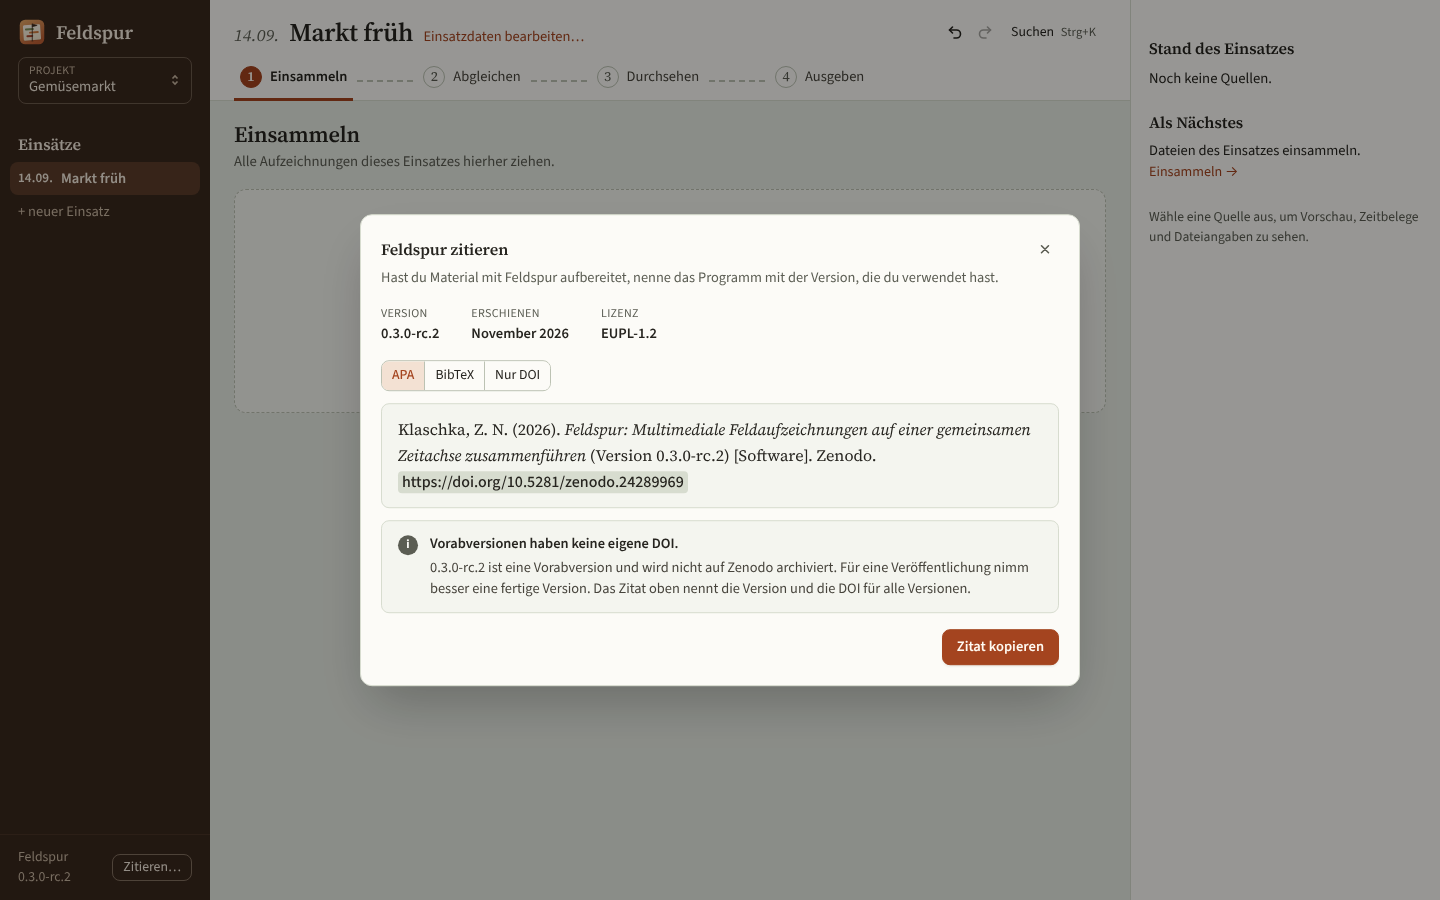 Feldspur
PROJEKT
Gemüsemarkt
Einsätze
14.09. Markt früh
+ neuer Einsatz
Feldspur
0.3.0-rc.2
Zitieren…
14.09. Markt früh Einsatzdaten bearbeiten…
Suchen Strg+K
1 Einsammeln
2 Abgleichen
3 Durchsehen
4 Ausgeben
Einsammeln
Alle Aufzeichnungen dieses Einsatzes hierher ziehen.
Feldspur zitieren
×
Hast du Material mit Feldspur aufbereitet, nenne das Programm mit der Version, die du verwendet hast.
VERSION
0.3.0-rc.2
ERSCHIENEN
November 2026
LIZENZ
EUPL-1.2
APA
BibTeX
Nur DOI
Klaschka, Z. N. (2026). Feldspur: Multimediale Feldaufzeichnungen auf einer gemeinsamen
Zeitachse zusammenführen (Version 0.3.0-rc.2) [Software]. Zenodo.
https://doi.org/10.5281/zenodo.24289969
i
Vorabversionen haben keine eigene DOI.
0.3.0-rc.2 ist eine Vorabversion und wird nicht auf Zenodo archiviert. Für eine Veröffentlichung nimm
besser eine fertige Version. Das Zitat oben nennt die Version und die DOI für alle Versionen.
Zitat kopieren
Stand des Einsatzes
Noch keine Quellen.
Als Nächstes
Dateien des Einsatzes einsammeln.
Einsammeln →
Wähle eine Quelle aus, um Vorschau, Zeitbelege
und Dateiangaben zu sehen.